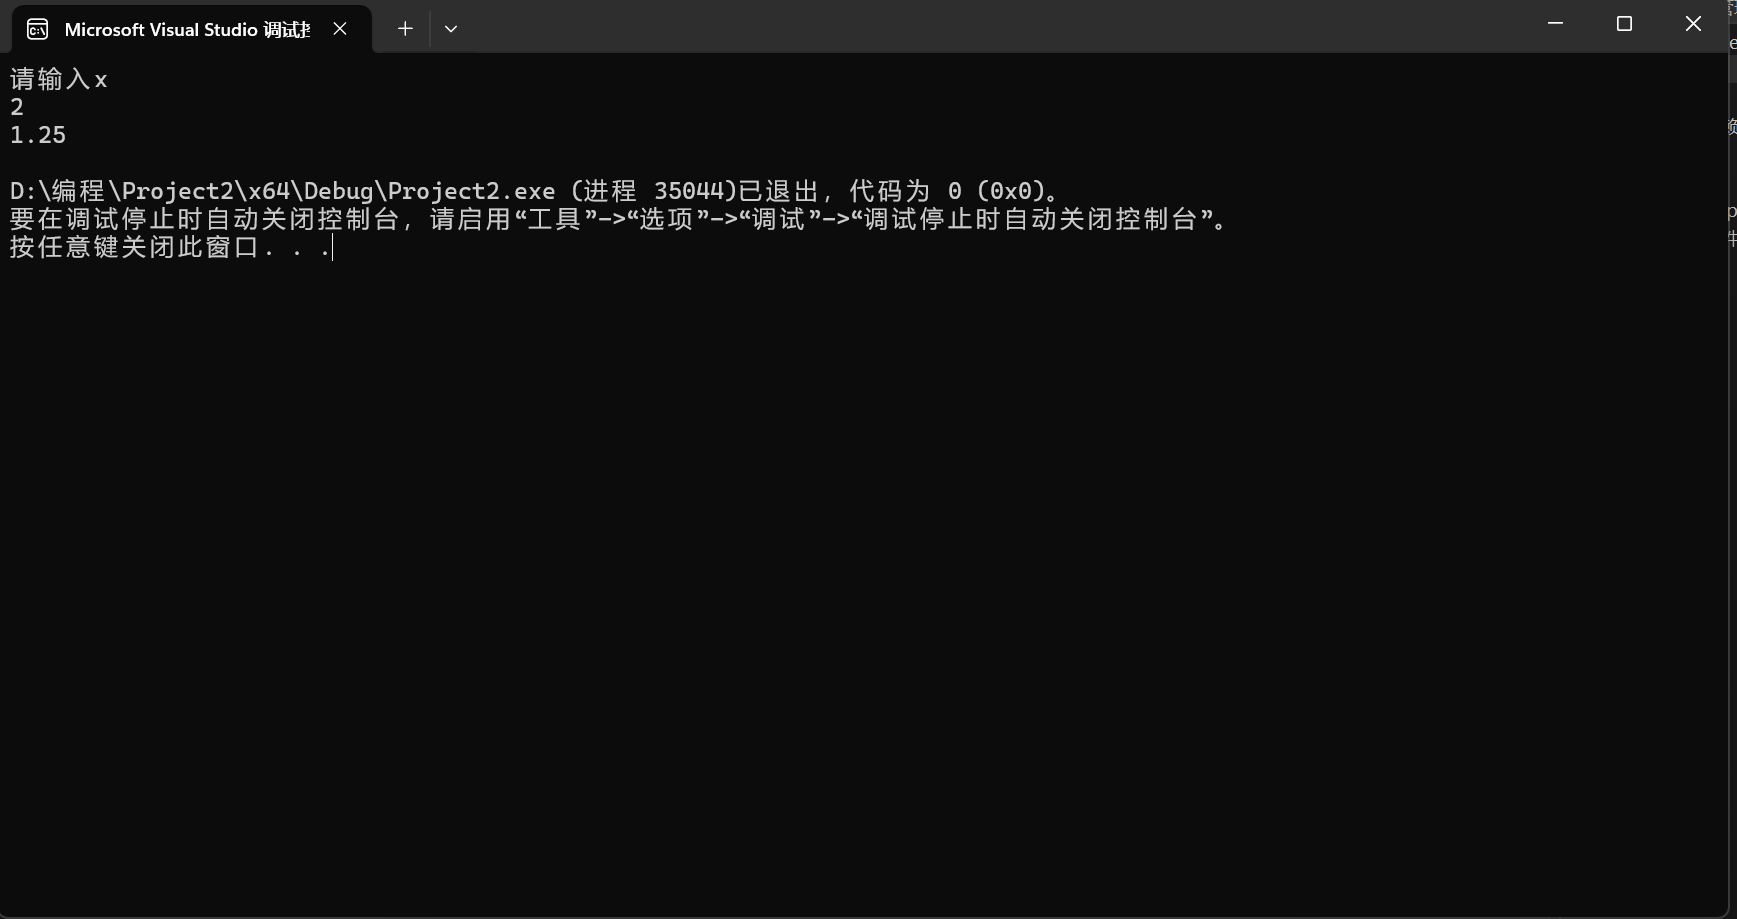 Microsoft Visual Studio 调试
请输入x
2
1.25
D:\编程\Project2\x64\Debug\Project2.exe (进程 35044)已退出，代码为 0 (0x0)。
要在调试停止时自动关闭控制台，请启用“工具”->“选项”->“调试”->“调试停止时自动关闭控制台”。
按任意键关闭此窗口. . .